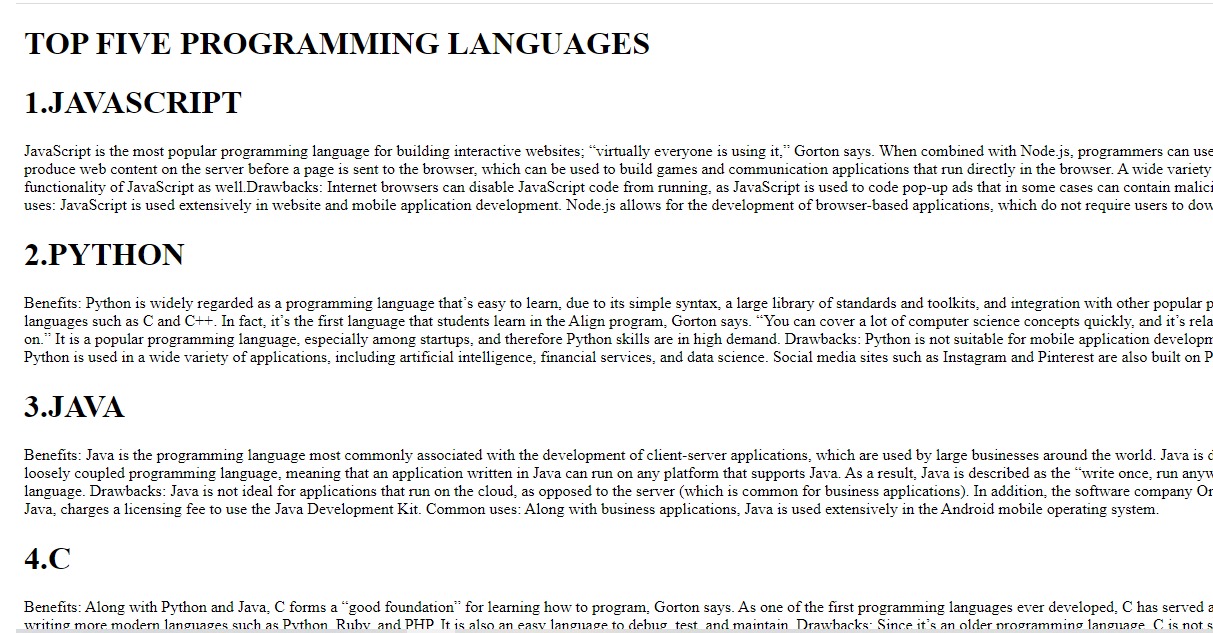 TOP FIVE PROGRAMMING LANGUAGES
1.JAVASCRIPT
JavaScript is the most popular programming language for building interactive websites; “virtually everyone is using it,” Gorton says. When combined with Node.js, programmers can use
produce web content on the server before a page is sent to the browser, which can be used to build games and communication applications that run directly in the browser. A wide variety
functionality of JavaScript as well.Drawbacks: Internet browsers can disable JavaScript code from running, as JavaScript is used to code pop-up ads that in some cases can contain malici
uses: JavaScript is used extensively in website and mobile application development. Node.js allows for the development of browser-based applications, which do not require users to dow
2.PYTHON
Benefits: Python is widely regarded as a programming language that’s easy to learn, due to its simple syntax, a large library of standards and toolkits, and integration with other popular p
languages such as C and C++. In fact, it’s the first language that students learn in the Align program, Gorton says. “You can cover a lot of computer science concepts quickly, and it’s rela
on.” It is a popular programming language, especially among startups, and therefore Python skills are in high demand. Drawbacks: Python is not suitable for mobile application developm
Python is used in a wide variety of applications, including artificial intelligence, financial services, and data science. Social media sites such as Instagram and Pinterest are also built on P
3.JAVA
Benefits: Java is the programming language most commonly associated with the development of client-server applications, which are used by large businesses around the world. Java is d
loosely coupled programming language, meaning that an application written in Java can run on any platform that supports Java. As a result, Java is described as the “write once, run anyw
language. Drawbacks: Java is not ideal for applications that run on the cloud, as opposed to the server (which is common for business applications). In addition, the software company Or
Java, charges a licensing fee to use the Java Development Kit. Common uses: Along with business applications, Java is used extensively in the Android mobile operating system.
4.C
Benefits: Along with Python and Java, C forms a “good foundation” for learning how to program, Gorton says. As one of the first programming languages ever developed, C has served a
writing more modern languages such as Python, Ruby, and PHP. It is also an easy language to debug, test, and maintain. Drawbacks: Since it’s an older programming language, C is not s